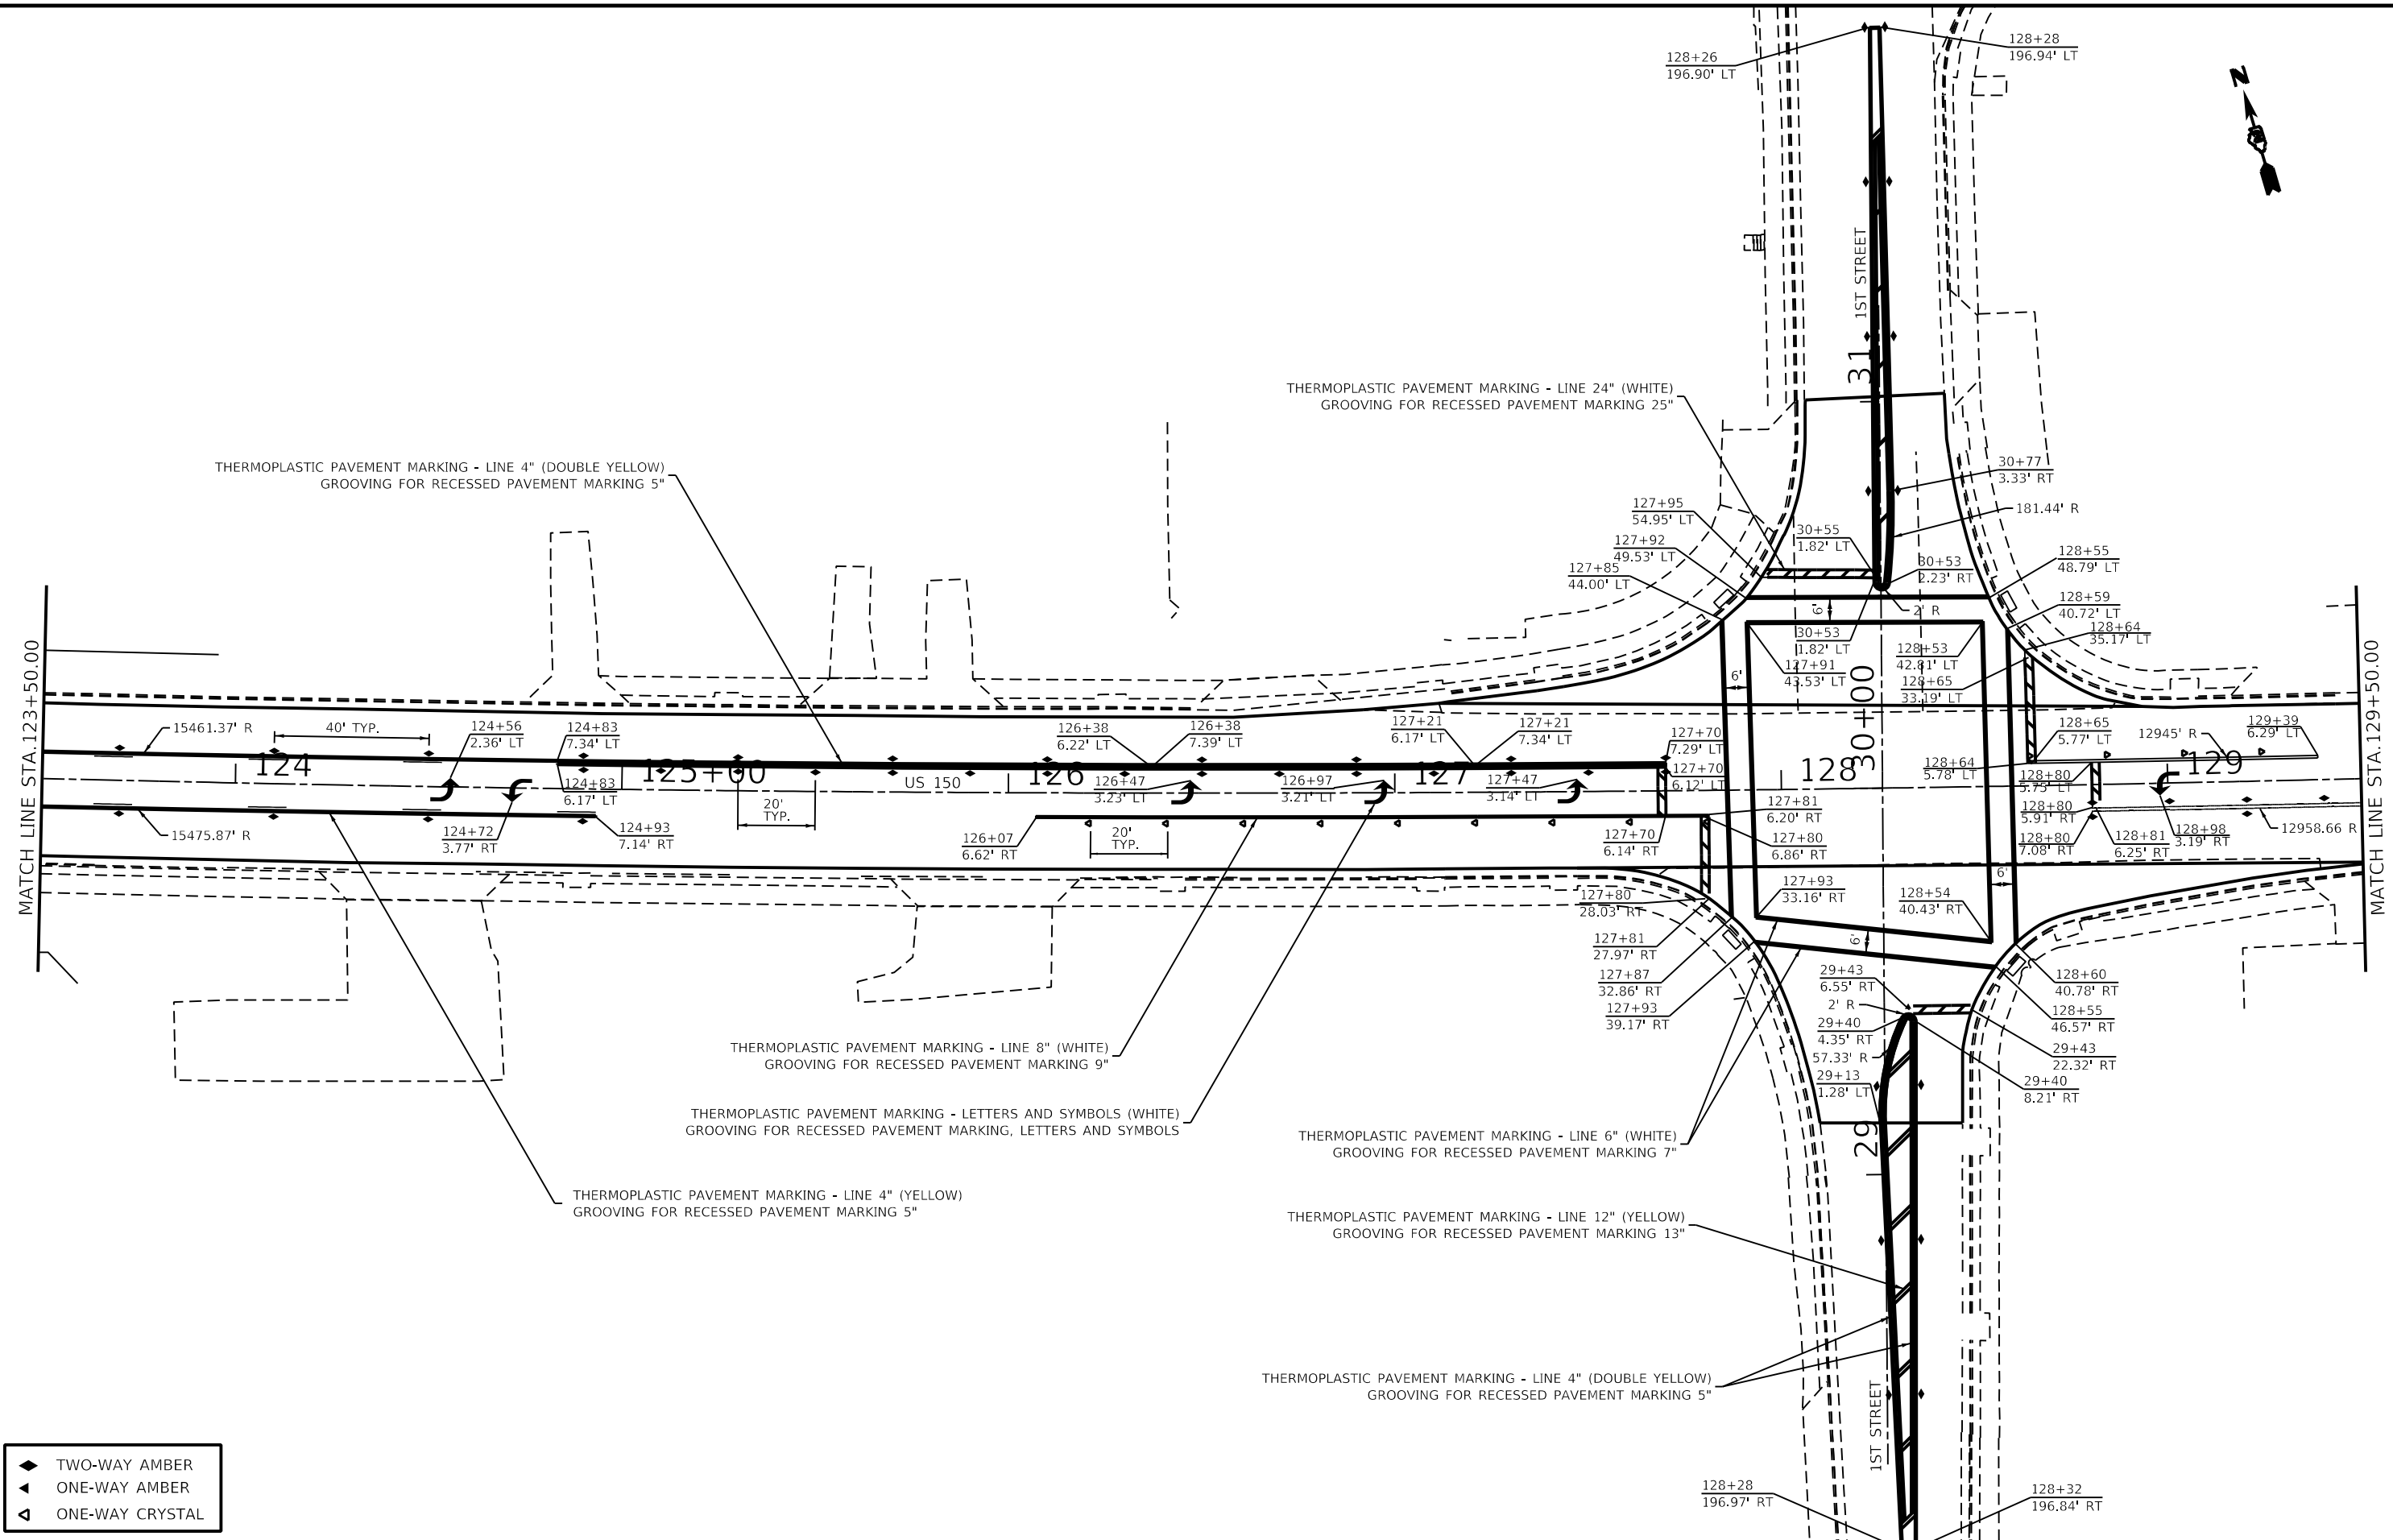 128+26
196.90' LT
128+28
196.94' LT
N
1ST STREET
31
THERMOPLASTIC PAVEMENT MARKING - LINE 24" (WHITE)
GROOVING FOR RECESSED PAVEMENT MARKING 25"
THERMOPLASTIC PAVEMENT MARKING - LINE 4" (DOUBLE YELLOW)
GROOVING FOR RECESSED PAVEMENT MARKING 5"
30+77
3.33' RT
181.44' R
127+95
54.95' LT
127+92
49.53' LT
127+85
44.00' LT
30+55
1.82' LT
30+53
2.23' RT
2' R
6'
30+53
1.82' LT
128+55
48.79' LT
128+59
40.72' LT
128+64
35.17' LT
127+91
43.53' LT
128+53
42.81' LT
128+65
33.19' LT
6'
30+00
MATCH LINE STA.123+50.00
15461.37' R
40' TYP.
124
124+56
2.36' LT
124+83
7.34' LT
124+83
6.17' LT
125+00
US 150
126+38
6.22' LT
126+38
7.39' LT
126
126+47
3.23' LT
126+97
3.21' LT
127+21
6.17' LT
127+21
7.34' LT
127
127+47
3.14' LT
127+70
7.29' LT
127+70
6.12' LT
128
128+64
5.78' LT
128+65
5.77' LT
12945' R
129+39
6.29' LT
129
128+80
5.73' LT
128+80
5.91' RT
128+80
7.08' RT
128+81
6.25' RT
128+98
3.19' RT
12958.66 R
MATCH LINE STA.129+50.00
15475.87' R
124+72
3.77' RT
124+93
7.14' RT
20'
TYP.
126+07
6.62' RT
20'
TYP.
127+70
6.14' RT
127+81
6.20' RT
127+80
6.86' RT
127+80
28.03' RT
127+81
27.97' RT
127+87
32.86' RT
127+93
39.17' RT
127+93
33.16' RT
128+54
40.43' RT
6'
6'
29+43
6.55' RT
2' R
29+40
4.35' RT
57.33' R
29+13
1.28' LT
128+60
40.78' RT
128+55
46.57' RT
29+43
22.32' RT
29+40
8.21' RT
29
THERMOPLASTIC PAVEMENT MARKING - LINE 8" (WHITE)
GROOVING FOR RECESSED PAVEMENT MARKING 9"
THERMOPLASTIC PAVEMENT MARKING - LETTERS AND SYMBOLS (WHITE)
GROOVING FOR RECESSED PAVEMENT MARKING, LETTERS AND SYMBOLS
THERMOPLASTIC PAVEMENT MARKING - LINE 6" (WHITE)
GROOVING FOR RECESSED PAVEMENT MARKING 7"
THERMOPLASTIC PAVEMENT MARKING - LINE 4" (YELLOW)
GROOVING FOR RECESSED PAVEMENT MARKING 5"
THERMOPLASTIC PAVEMENT MARKING - LINE 12" (YELLOW)
GROOVING FOR RECESSED PAVEMENT MARKING 13"
THERMOPLASTIC PAVEMENT MARKING - LINE 4" (DOUBLE YELLOW)
GROOVING FOR RECESSED PAVEMENT MARKING 5"
1ST STREET
128+28
196.97' RT
128+32
196.84' RT
TWO-WAY AMBER
ONE-WAY AMBER
ONE-WAY CRYSTAL